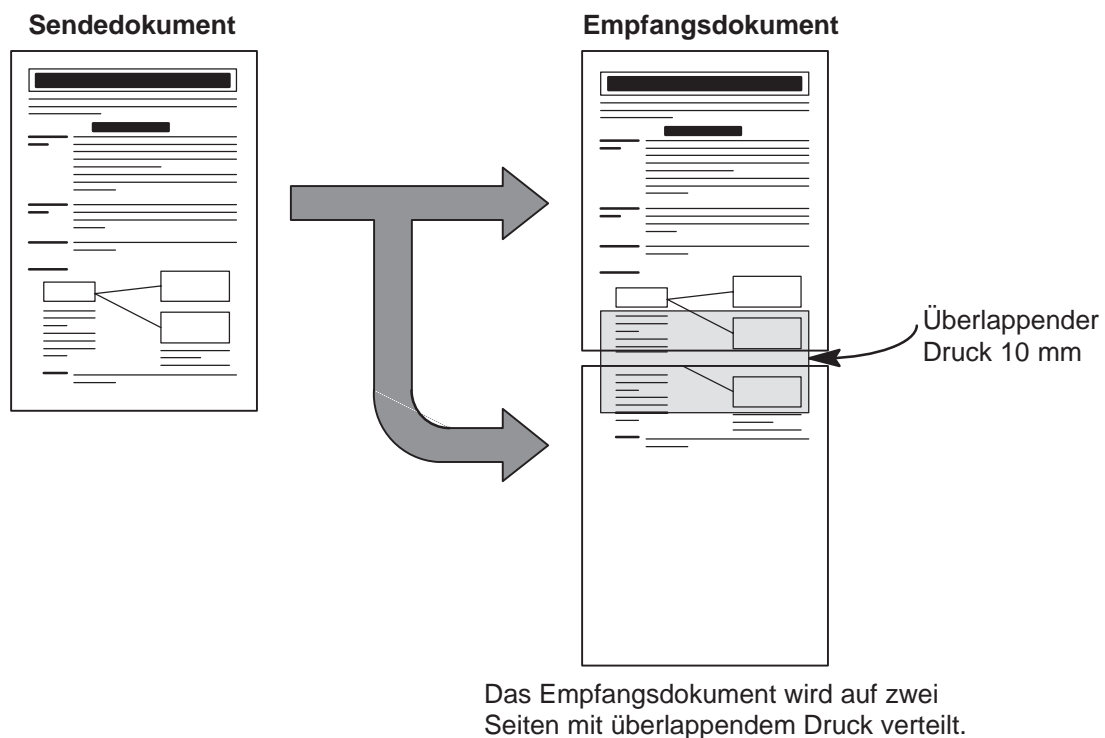 Sendedokument
Empfangsdokument
Überlappender
Druck 10 mm
Das Empfangsdokument wird auf zwei
Seiten mit überlappendem Druck verteilt.